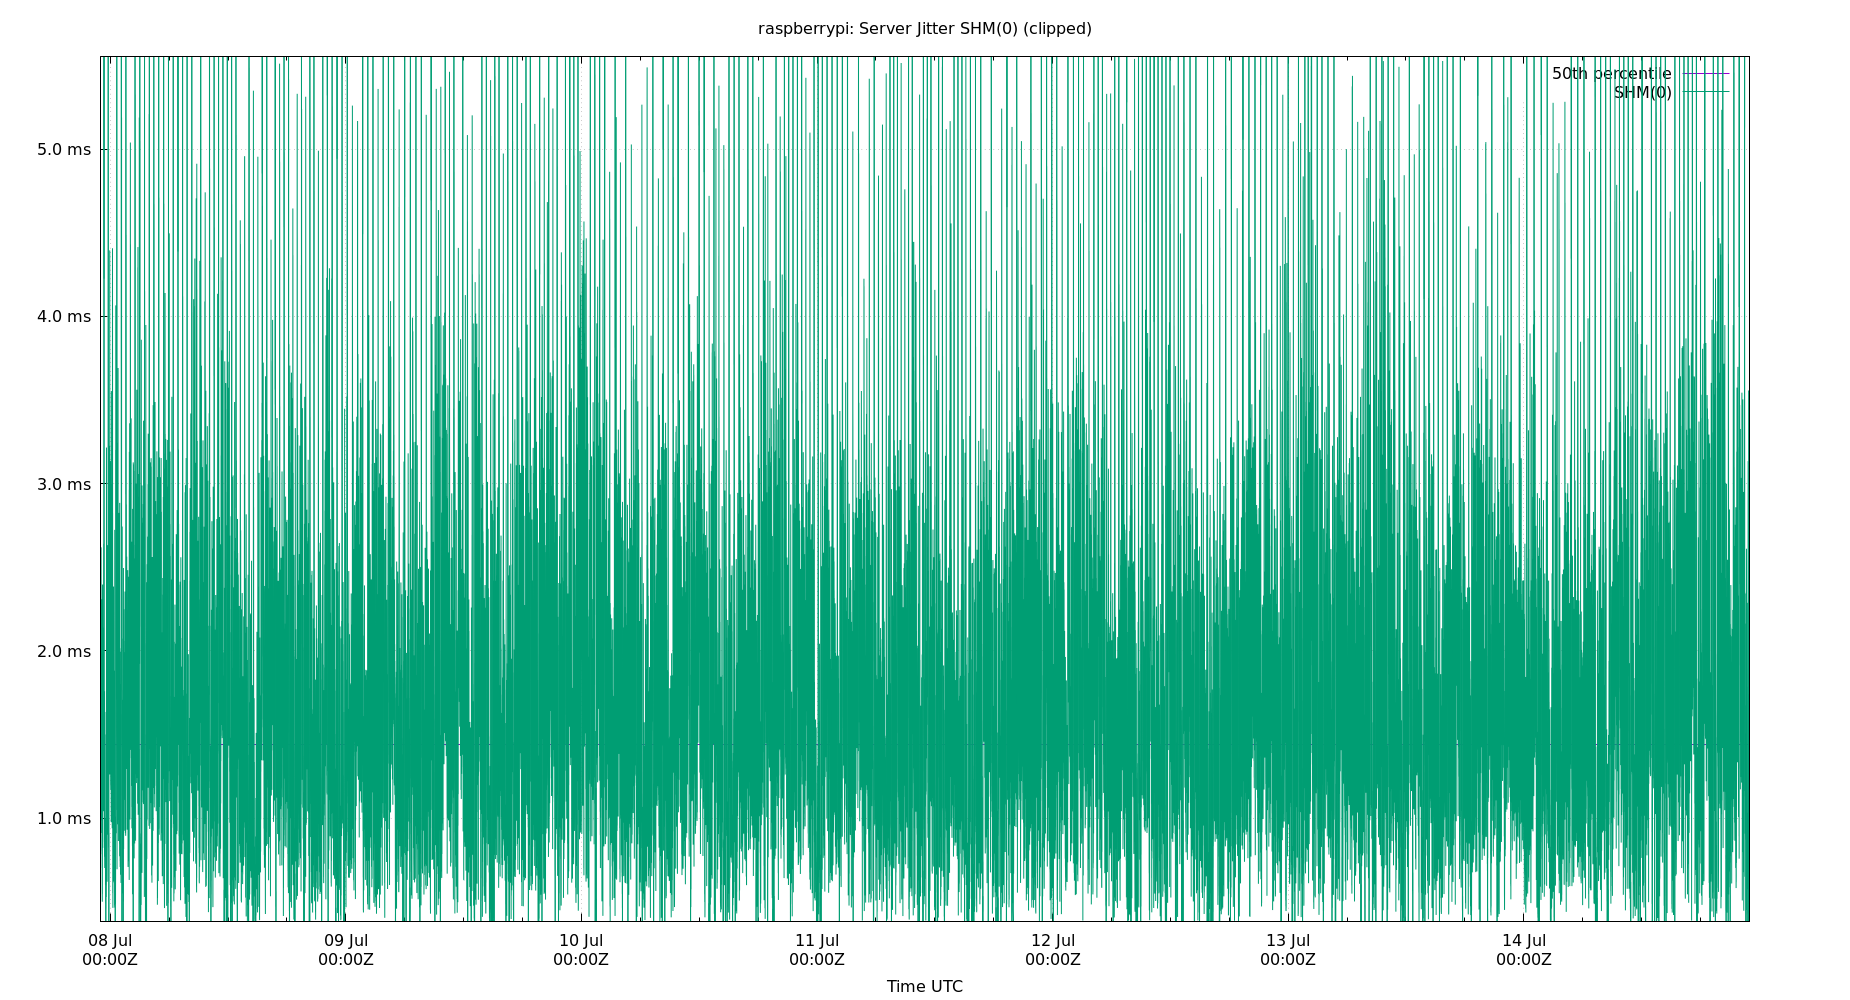 raspberrypi: Server Jitter SHM(0) (clipped)
50th percentile
SHM(0)
5.0 ms
4.0 ms
3.0 ms
2.0 ms
1.0 ms
08 Jul 09 Jul 10 Jul 11 Jul 12 Jul 13 Jul 14 Jul
00:00Z 00:00Z 00:00Z 00:00Z 00:00Z 00:00Z 00:00Z
Time UTC